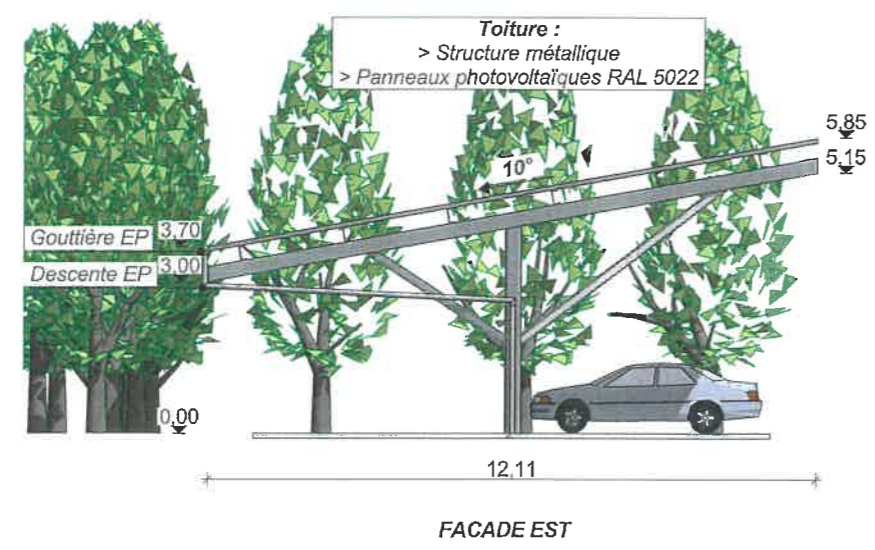 Toiture :
> Structure métallique
> Panneaux photovoltaïques RAL 5022
5,85
5,15
10°
Gouttière EP 3,70
Descente EP 3,00
0,00
12,11
FACADE EST